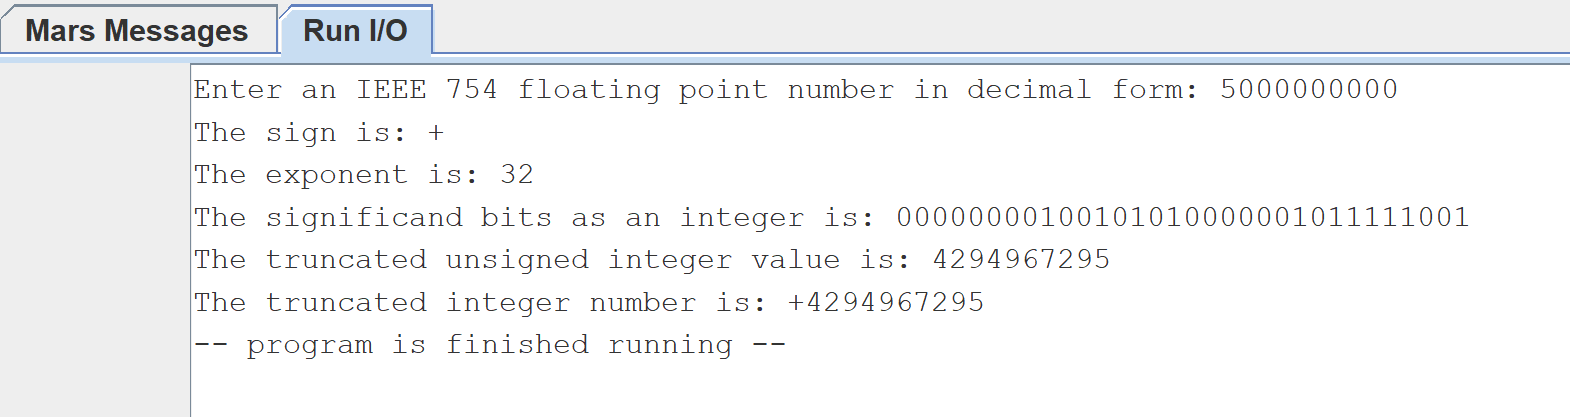 Mars Messages Run I/O
Enter an IEEE 754 floating point number in decimal form: 5000000000
The sign is: +
The exponent is: 32
The significand bits as an integer is: 00000000100101010000001011111001
The truncated unsigned integer value is: 4294967295
The truncated integer number is: +4294967295
-- program is finished running --